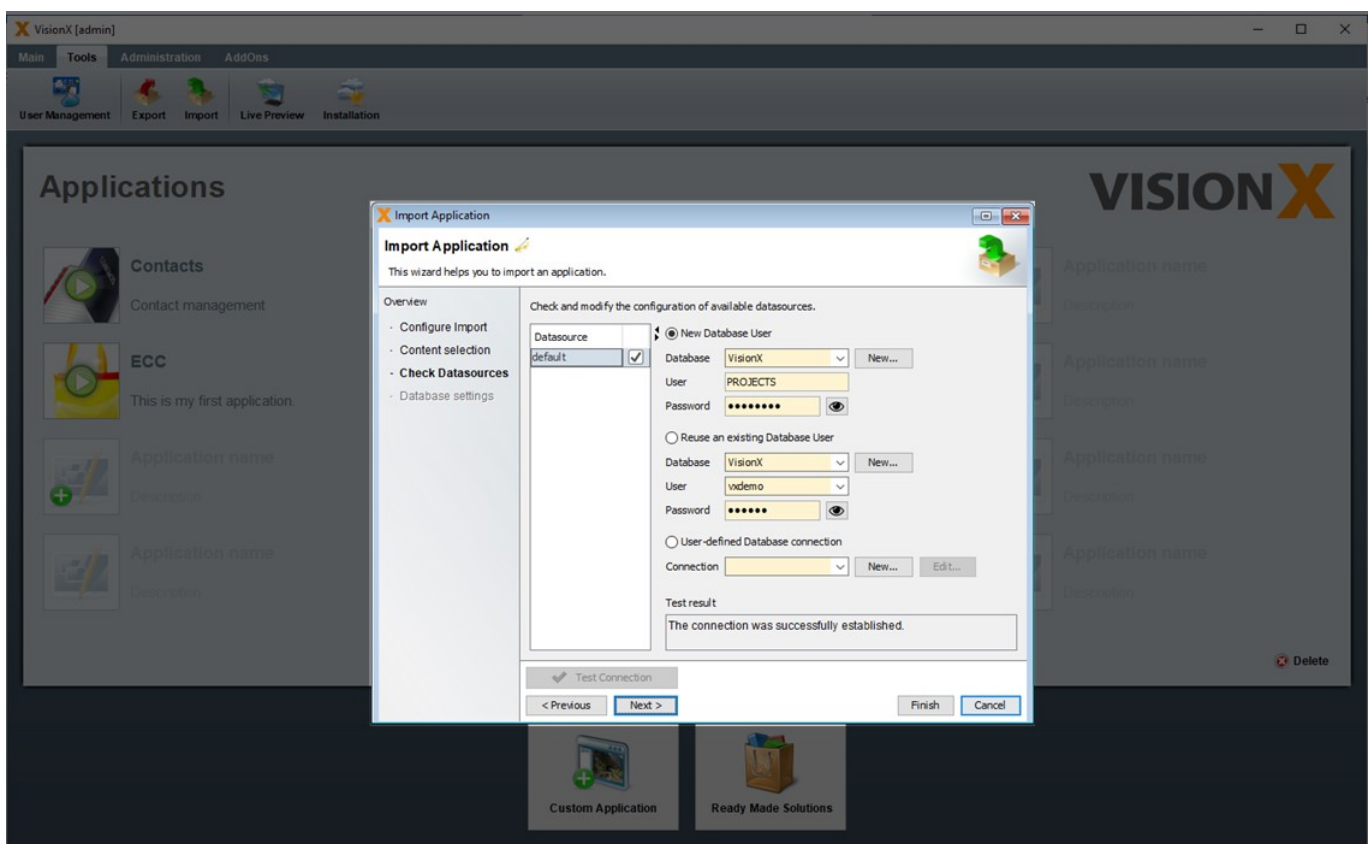 VisionX [admin]
Main Tools Administration AddOns
User Management Export Import Live Preview Installation
Applications
VISIONX
Contacts
Contact management
ECC
This is my first application.
Application name
Description
Application name
Description
Application name
Description
Application name
Description
Application name
Description
Application name
Description
Delete
Import Application
Import Application
This wizard helps you to import an application.
Overview
· Configure Import
· Content selection
· Check Datasources
· Database settings
Check and modify the configuration of available datasources.
Datasource
default
New Database User
Database VisionX New...
User PROJECTS
Password ••••••••
Reuse an existing Database User
Database VisionX New...
User vxdemo
Password ••••••
User-defined Database connection
Connection New... Edit...
Test result
The connection was successfully established.
Test Connection
< Previous Next > Finish Cancel
Custom Application Ready Made Solutions